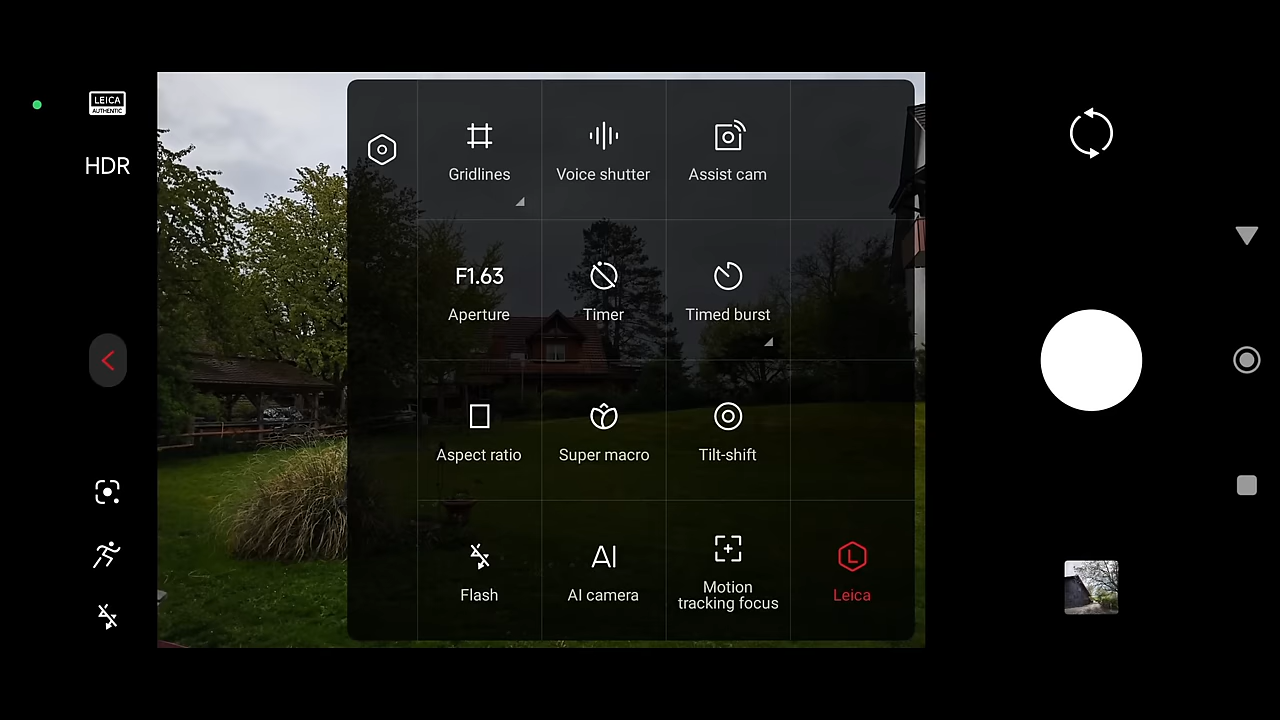 LEICA
AUTHENTIC
HDR
Gridlines
Voice shutter
Assist cam
F1.63
Aperture
Timer
Timed burst
Aspect ratio
Super macro
Tilt-shift
Flash
AI
AI camera
Motion
tracking focus
L
Leica